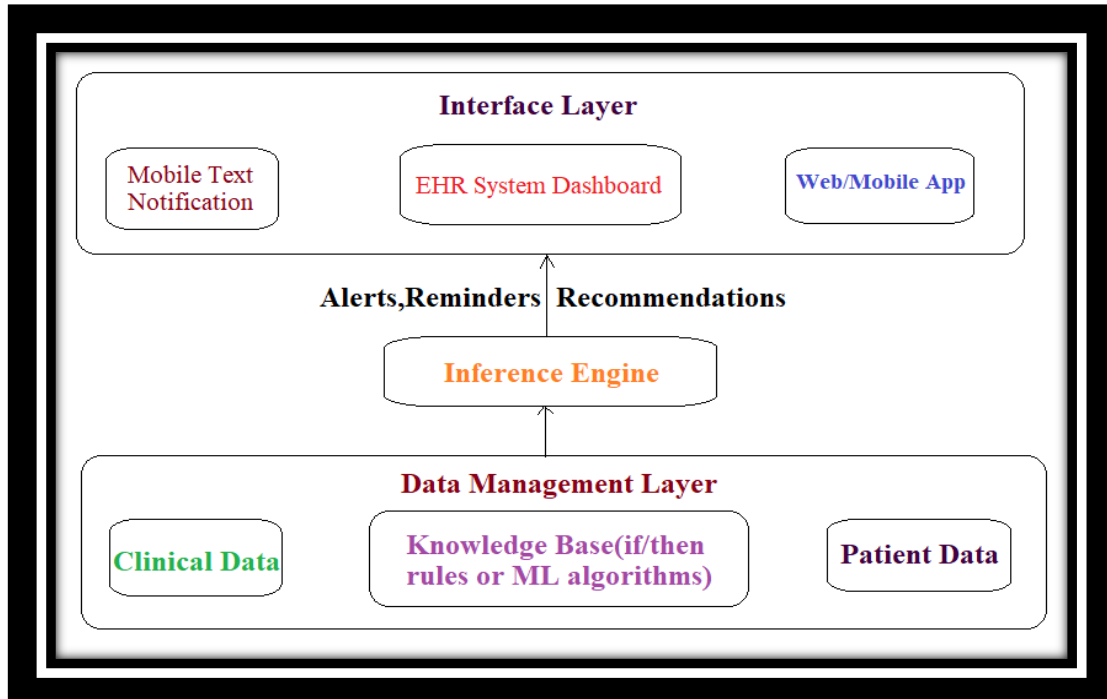 Interface Layer
Mobile Text
Notification
EHR System Dashboard
Web/Mobile App
Alerts,Reminders Recommendations
Inference Engine
Data Management Layer
Clinical Data
Knowledge Base(if/then
rules or ML algorithms)
Patient Data